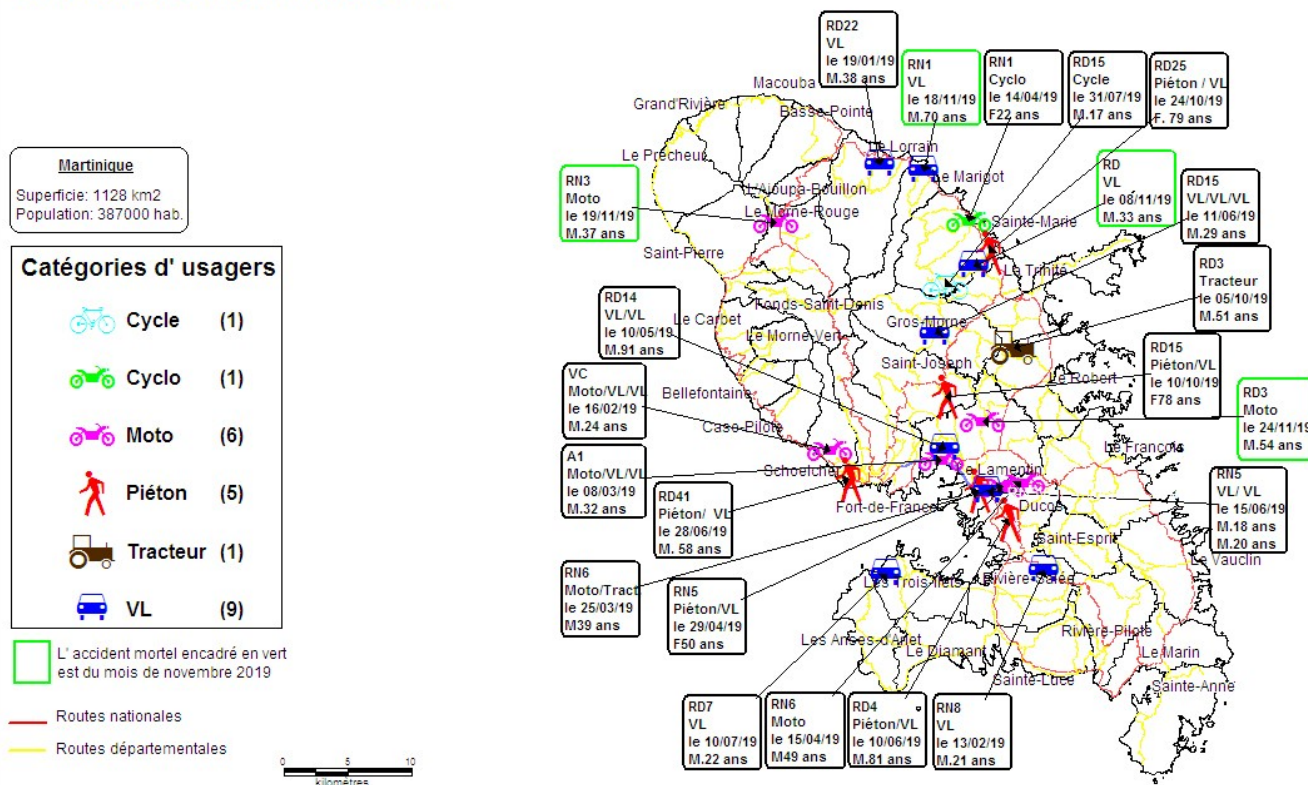 Martinique
Superficie: 1128 km2
Population: 387000 hab.
Catégories d' usagers
Cycle (1)
Cyclo (1)
Moto (6)
Piéton (5)
Tracteur (1)
VL (9)
L' accident mortel encadré en vert
est du mois de novembre 2019
Routes nationales
Routes départementales
0 5 10
kilomètres
RD22
VL
le 19/01/19
M.38 ans
RN1
VL
le 18/11/19
M.70 ans
RN1
Cyclo
le 14/04/19
F22 ans
RD15
Cycle
le 31/07/19
M.17 ans
RD25
Piéton / VL
le 24/10/19
F. 79 ans
RN3
Moto
le 19/11/19
M.37 ans
RD
VL
le 08/11/19
M.33 ans
RD15
VL/VL/VL
le 11/06/19
M.29 ans
RD3
Tracteur
le 05/10/19
M.51 ans
RD14
VL/VL
le 10/05/19
M.91 ans
RD15
Piéton/VL
le 10/10/19
F78 ans
VC
Moto/VL/VL
le 16/02/19
M.24 ans
RD3
Moto
le 24/11/19
M.54 ans
A1
Moto/VL/VL
le 08/03/19
M.32 ans
RD41
Piéton/ VL
le 28/06/19
M. 58 ans
RN5
VL/ VL
le 15/06/19
M.18 ans
M.20 ans
RN6
Moto/Tract.
le 25/03/19
M39 ans
RN5
Piéton/VL
le 29/04/19
F50 ans
RD7
VL
le 10/07/19
M.22 ans
RN6
Moto
le 15/04/19
M49 ans
RD4
Piéton/VL
le 10/06/19
M.81 ans
RN8
VL
le 13/02/19
M.21 ans
Macouba
Grand'Rivière
Basse-Pointe
Le Prêcheur
Le Lorrain
L'Ajoupa-Bouillon
Le Marigot
Le Morne-Rouge
Sainte-Marie
Saint-Pierre
Le Trinité
Fonds-Saint-Denis
Le Carbet
Gros-Morne
Le Morne-Vert
Saint-Joseph
Le Robert
Bellefontaine
Case-Pilote
Le François
Schoelcher
Le Lamentin
Fort-de-France
Ducos
Saint-Esprit
Le Vauclin
Les Trois-Ilets
Rivière-Salée
Les Anses-d'Arlet
Rivière-Pilote
Le Diamant
Le Marin
Sainte-Luce
Sainte-Anne